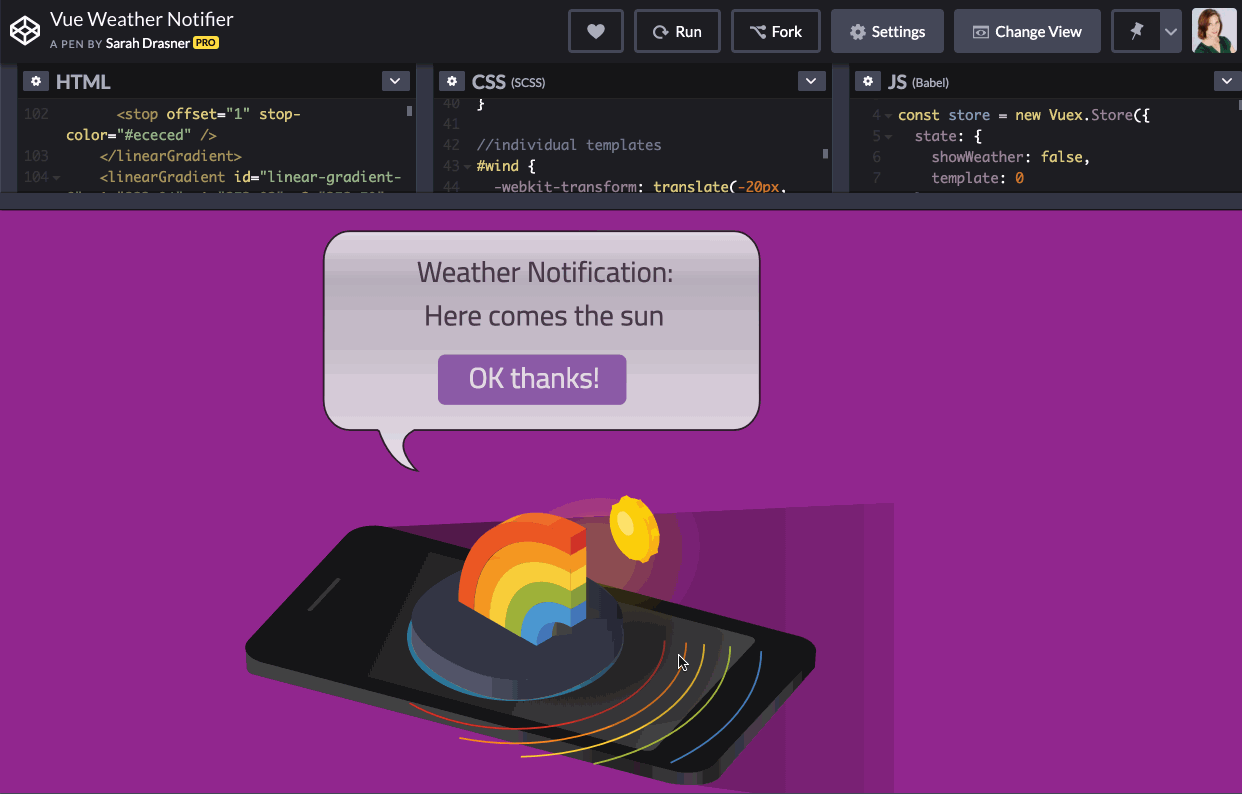 Vue Weather Notifier
A PEN BY Sarah Drasner PRO
Run
Fork
Settings
Change View
HTML
102 <stop offset="1" stop-
color="#ececed" />
103 </linearGradient>
104 <linearGradient id="linear-gradient-
CSS (SCSS)
40 }
41
42 //individual templates
43 #wind {
44 -webkit-transform: translate(-20px,
JS (Babel)
4 const store = new Vuex.Store({
5 state: {
6 showWeather: false,
7 template: 0
Weather Notification:
Here comes the sun
OK thanks!